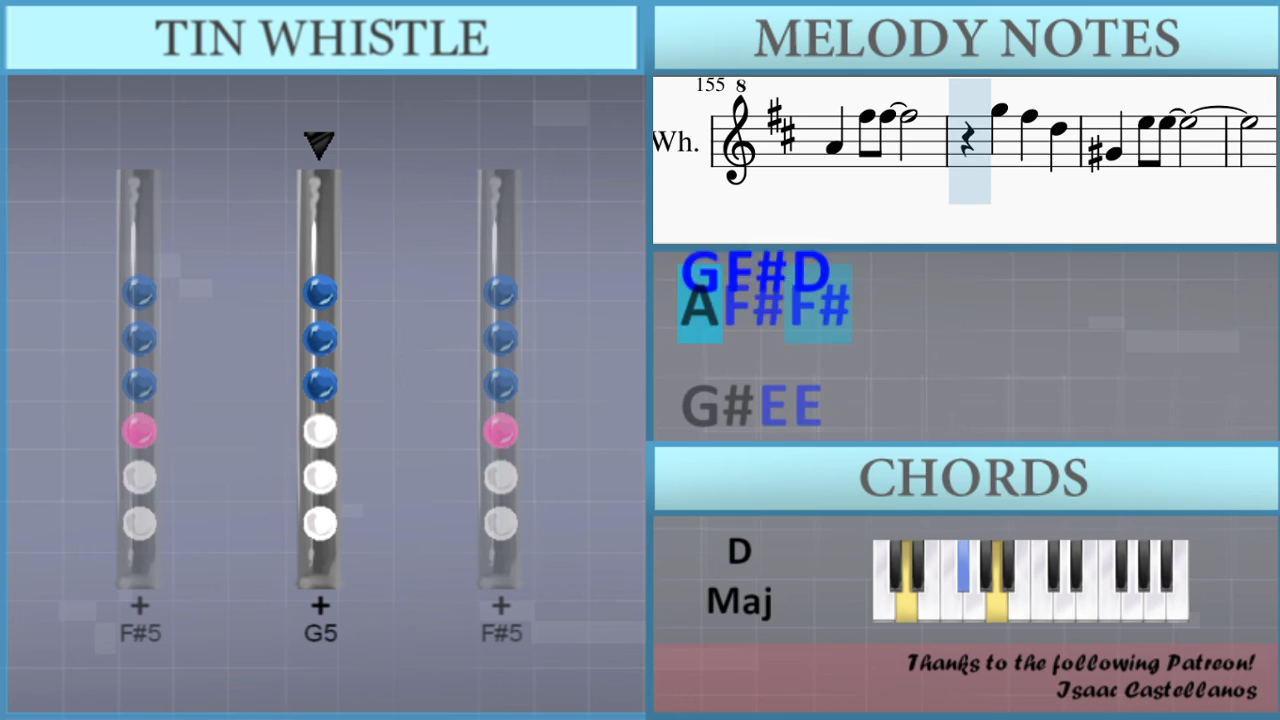 TIN WHISTLE
+ + +
F#5 G5 F#5
MELODY NOTES
155 8
Wh.
GF#D
AF#F#
G#EE
CHORDS
D
Maj
Thanks to the following Patreon!
Isaac Castellanos